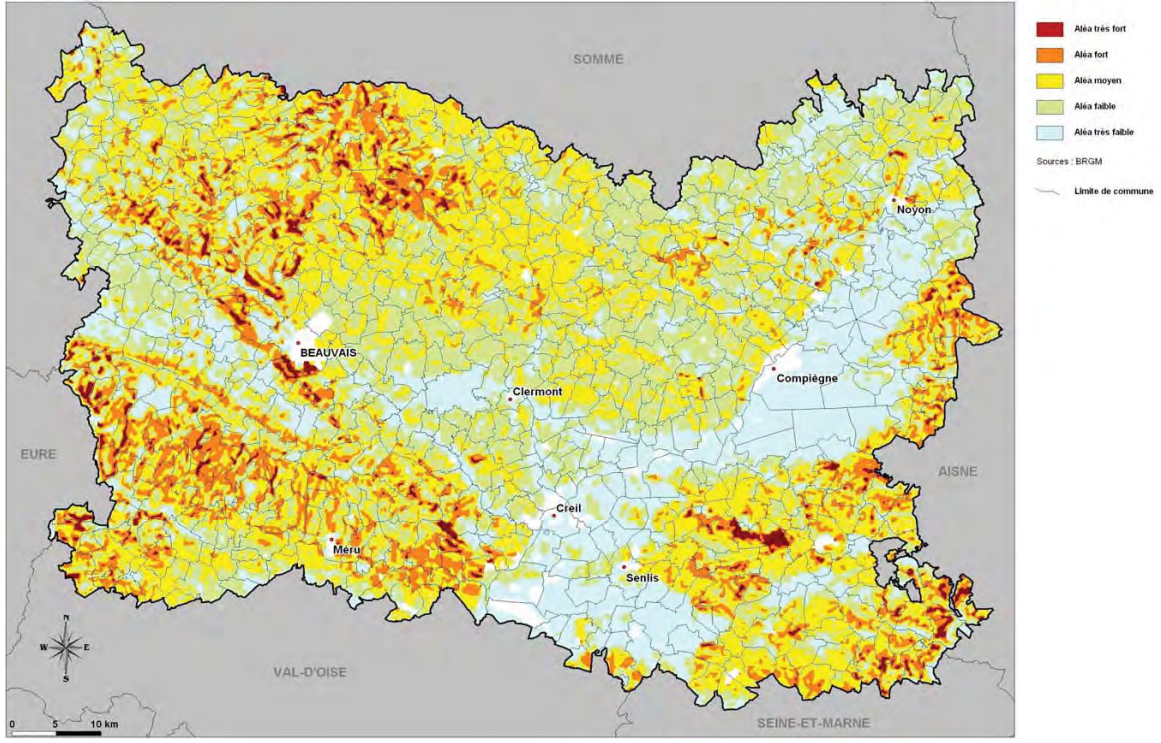 SOMME
Noyon
BEAUVAIS
Compiègne
Clermont
EURE
AISNE
Creil
Méru
Senlis
N
W E
S
VAL-D'OISE
SEINE-ET-MARNE
0 5 10 km
Aléa très fort
Aléa fort
Aléa moyen
Aléa faible
Aléa très faible
Sources : BRGM
Limite de commune